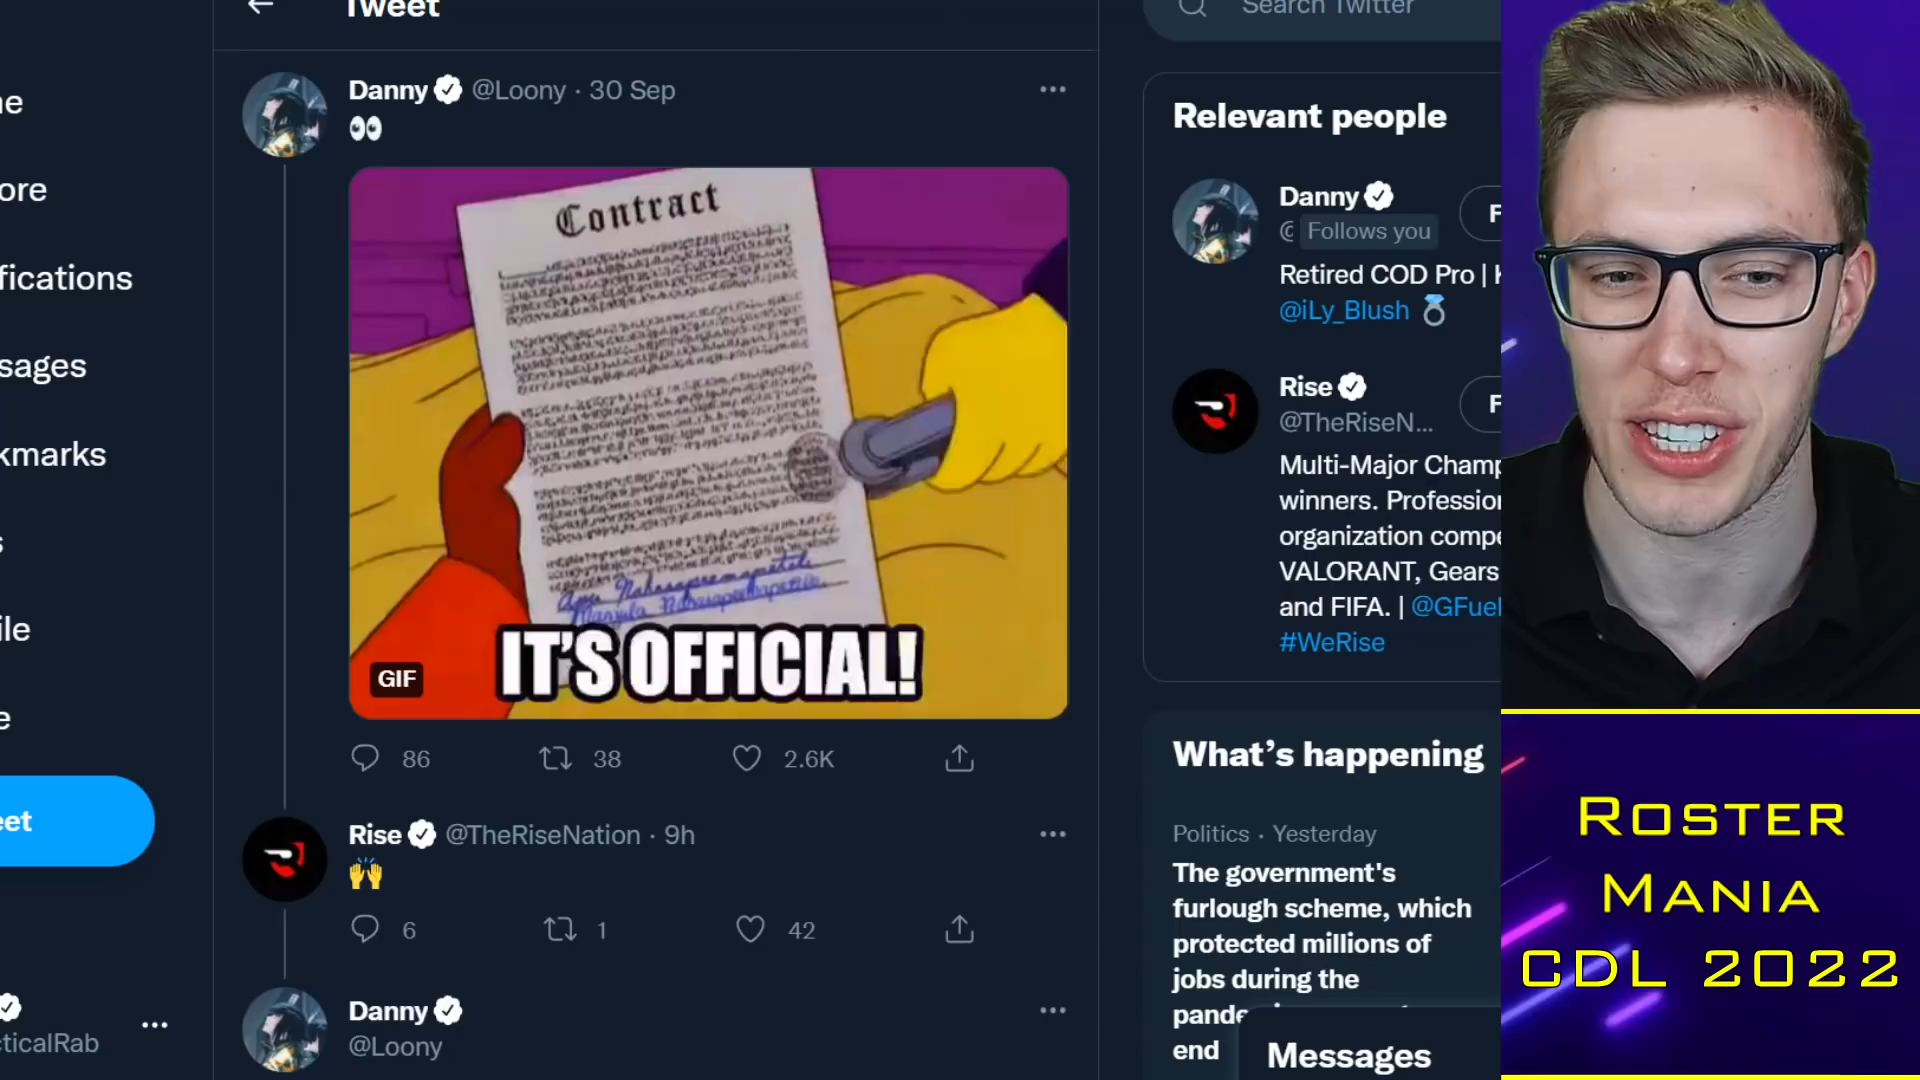 Tweet
Search Twitter
Danny @Loony · 30 Sep
👀
Contract
IT'S OFFICIAL!
GIF
86
38
2.6K
Rise @TheRiseNation · 9h
🙌
6
1
42
Danny
@Loony
ne
ore
fications
sages
kmarks
s
ile
e
eet
cticalRab
Relevant people
Danny
@ Follows you
F
Retired COD Pro | K
@iLy_Blush 💍
Rise
@TheRiseN...
F
Multi-Major Champ
winners. Profession
organization compe
VALORANT, Gears
and FIFA. | @GFuel
#WeRise
What's happening
Politics · Yesterday
The government's
furlough scheme, which
protected millions of
jobs during the
end
Messages
ROSTER
MANIA
CDL 2022